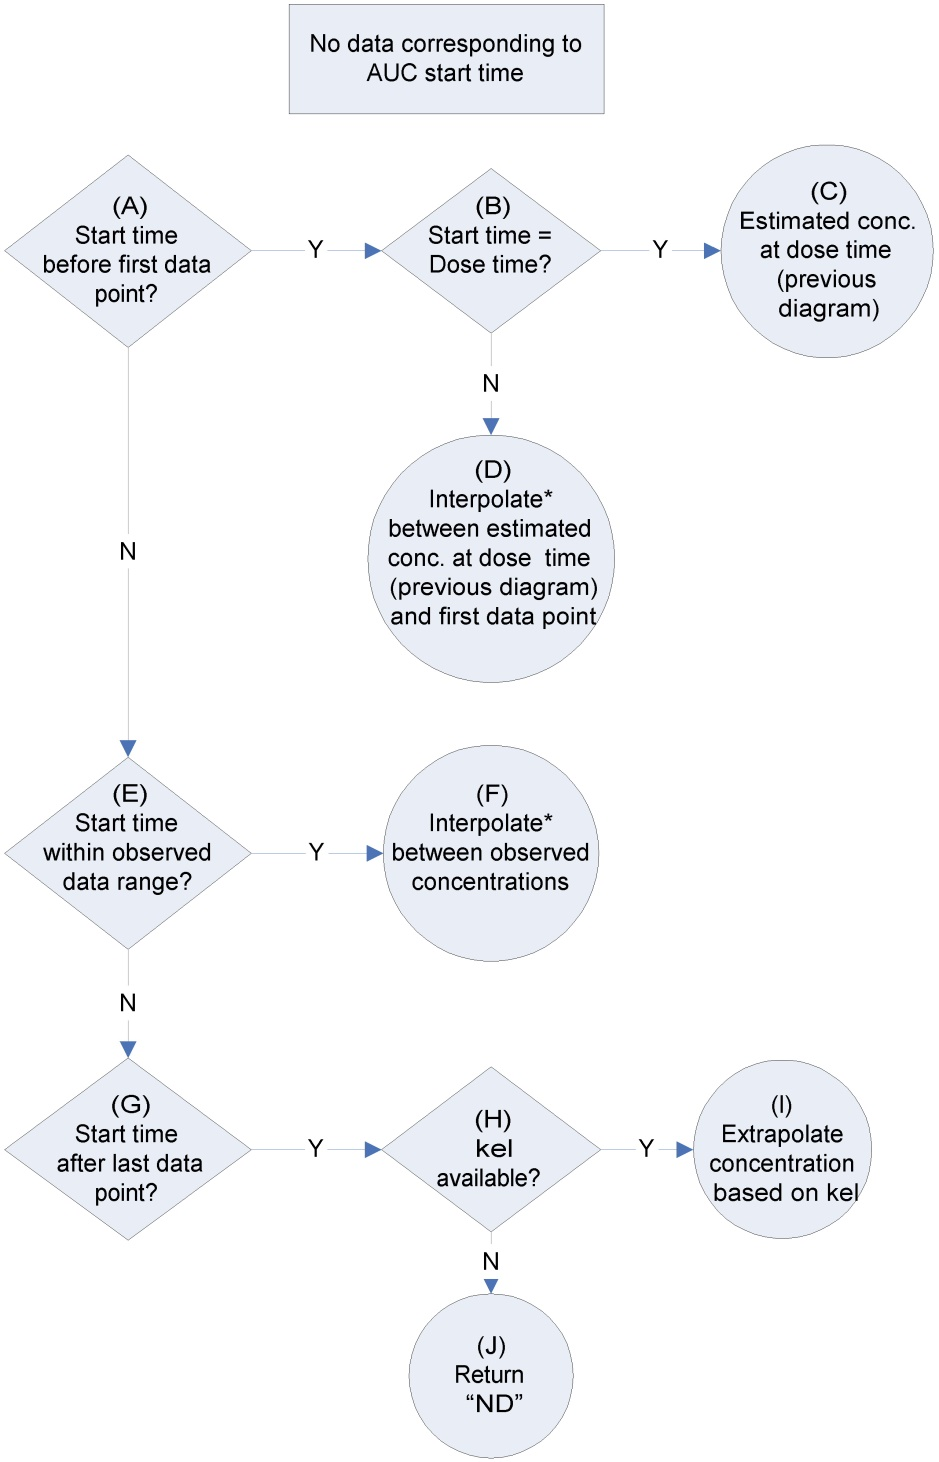 No data corresponding to
AUC start time
(A)
Start time
before first data
point?
Y
(B)
Start time =
Dose time?
Y
(C)
Estimated conc.
at dose time
(previous
diagram)
N
(D)
Interpolate*
between estimated
conc. at dose time
(previous diagram)
and first data point
N
(E)
Start time
within observed
data range?
Y
(F)
Interpolate*
between observed
concentrations
N
(G)
Start time
after last data
point?
Y
(H)
kel
available?
Y
(I)
Extrapolate
concentration
based on kel
N
(J)
Return
“ND”